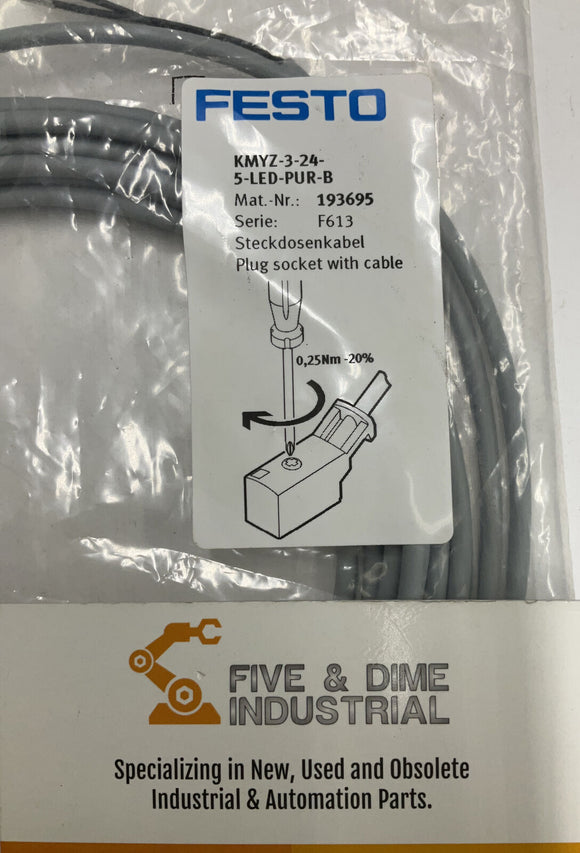 FESTO
KMYZ-3-24-
5-LED-PUR-B
Mat.-Nr.: 193695
Serie: F613
Steckdosenkabel
Plug socket with cable
0,25Nm -20%
FIVE & DIME
INDUSTRIAL
Specializing in New, Used and Obsolete
Industrial & Automation Parts.